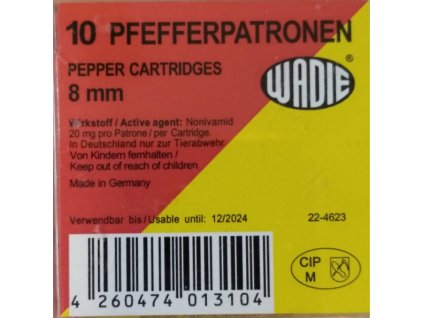 10 PFEFFERPATRONEN
PEPPER CARTRIDGES
8 mm
WADIE ®
Wirkstoff / Active agent: Nonivamid
20 mg pro Patrone / per Cartridge.
in Deutschland nur zur Tierabwehr
Von Kindern fernhalten /
Keep out of reach of children
Made in Germany
Verwendbar bis/Usable until: 12/2024
22-4623
CIP
M
4 260474 013104